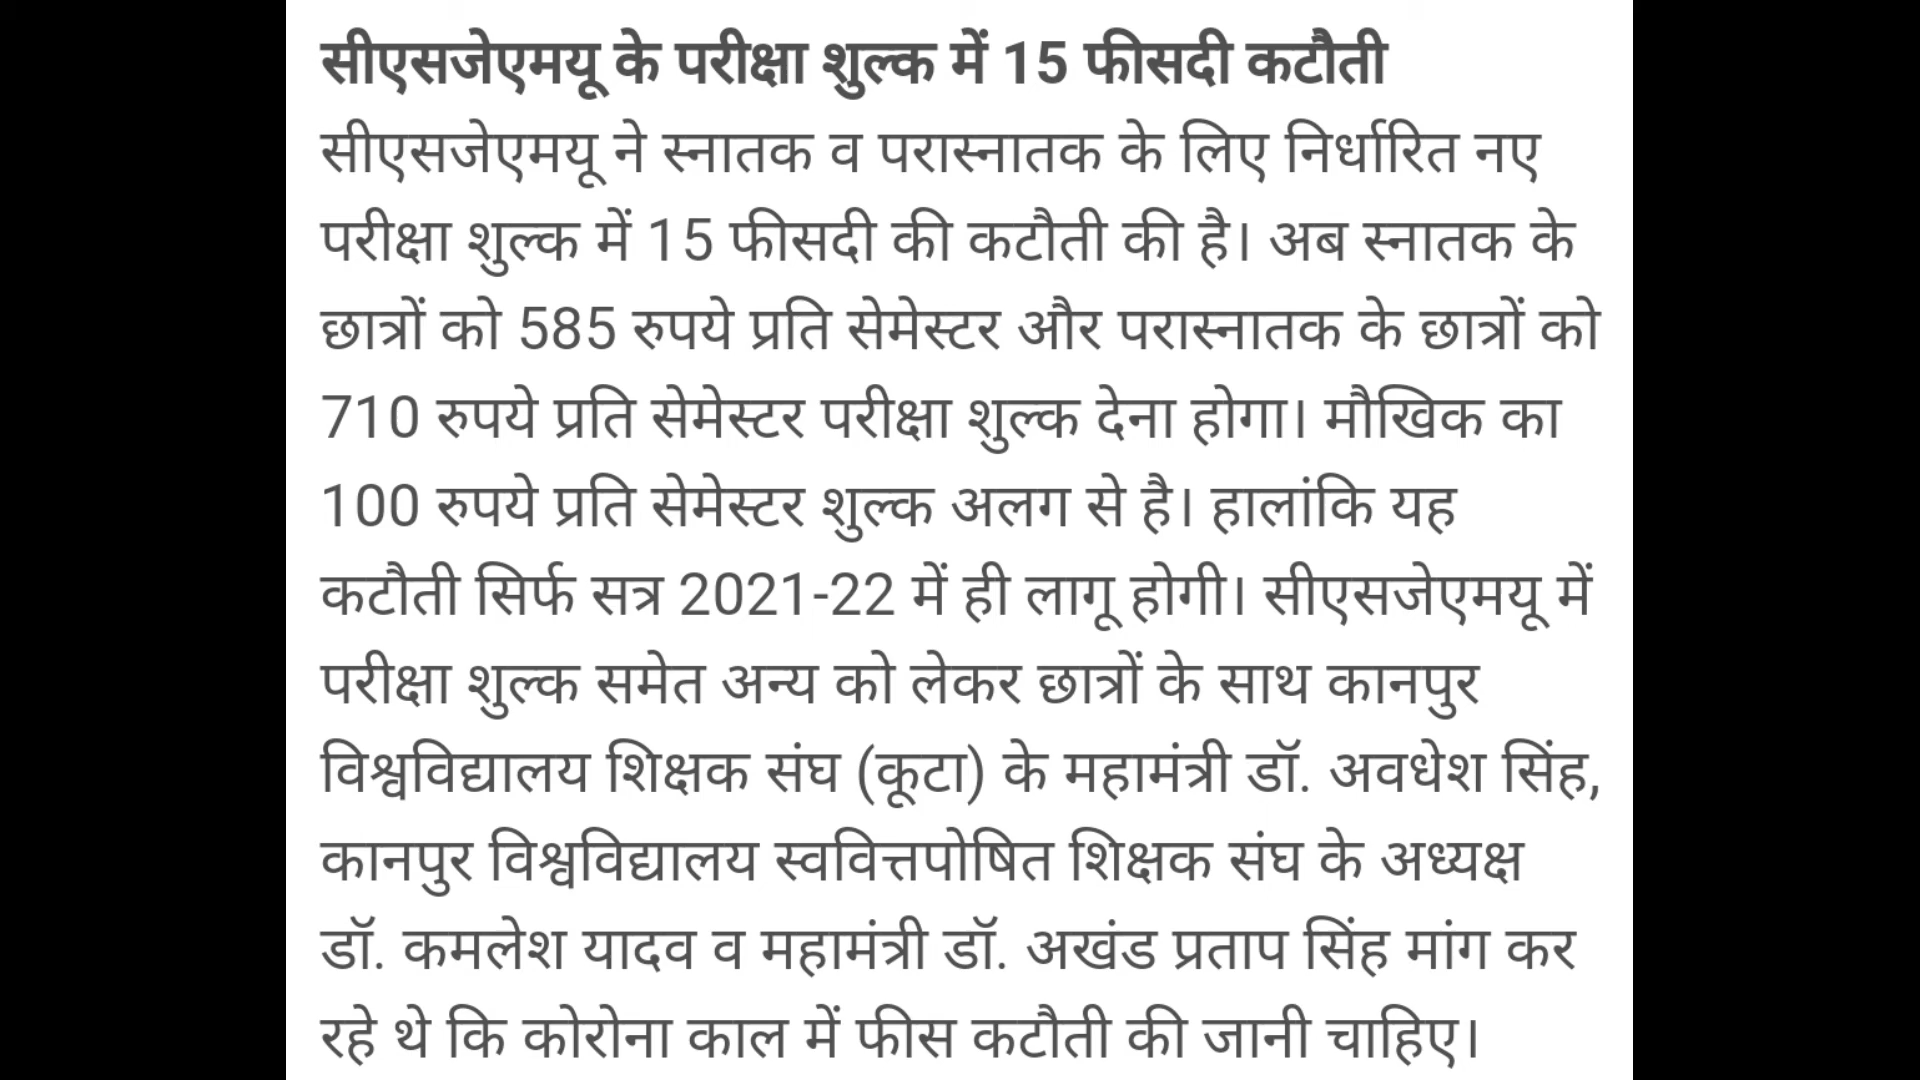 सीएसजेएमयू के परीक्षा शुल्क में 15 फीसदी कटौती
सीएसजेएमयू ने स्नातक व परास्नातक के लिए निर्धारित नए
परीक्षा शुल्क में 15 फीसदी की कटौती की है। अब स्नातक के
छात्रों को 585 रुपये प्रति सेमेस्टर और परास्नातक के छात्रों को
710 रुपये प्रति सेमेस्टर परीक्षा शुल्क देना होगा। मौखिक का
100 रुपये प्रति सेमेस्टर शुल्क अलग से है। हालांकि यह
कटौती सिर्फ सत्र 2021-22 में ही लागू होगी। सीएसजेएमयू में
परीक्षा शुल्क समेत अन्य को लेकर छात्रों के साथ कानपुर
विश्वविद्यालय शिक्षक संघ (कूटा) के महामंत्री डॉ. अवधेश सिंह,
कानपुर विश्वविद्यालय स्ववित्तपोषित शिक्षक संघ के अध्यक्ष
डॉ. कमलेश यादव व महामंत्री डॉ. अखंड प्रताप सिंह मांग कर
रहे थे कि कोरोना काल में फीस कटौती की जानी चाहिए।